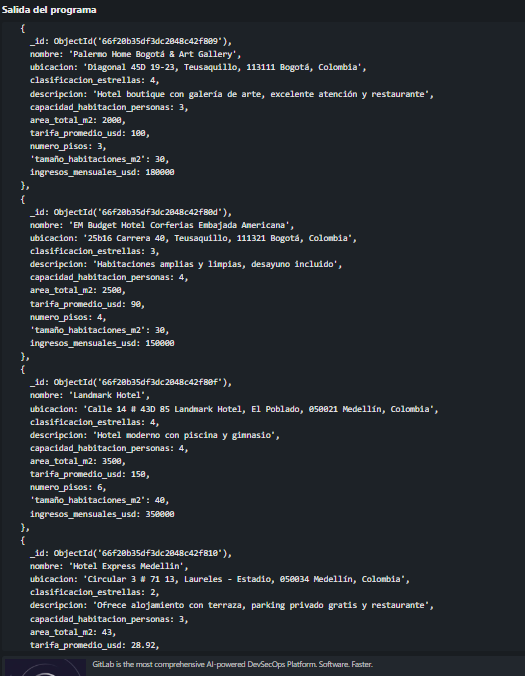 Salida del programa
{
_id: ObjectId('66f20b35df3dc2048c42f809'),
nombre: 'Palermo Home Bogotá & Art Gallery',
ubicacion: 'Diagonal 45D 19-23, Teusaquillo, 111311 Bogotá, Colombia',
clasificacion_estrellas: 4,
descripcion: 'Hotel boutique con galería de arte, excelente atención y restaurante',
capacidad_habitacion_personas: 3,
area_total_m2: 2000,
tarifa_promedio_usd: 100,
numero_pisos: 3,
'tamaño_habitaciones_m2': 30,
ingresos_mensuales_usd: 180000
},
{
_id: ObjectId('66f20b35df3dc2048c42f80d'),
nombre: 'EM Budget Hotel Corferias Embajada Americana',
ubicacion: '25b16 Carrera 40, Teusaquillo, 111321 Bogotá, Colombia',
clasificacion_estrellas: 3,
descripcion: 'Habitaciones amplias y limpias, desayuno incluido',
capacidad_habitacion_personas: 4,
area_total_m2: 2500,
tarifa_promedio_usd: 90,
numero_pisos: 4,
'tamaño_habitaciones_m2': 30,
ingresos_mensuales_usd: 150000
},
{
_id: ObjectId('66f20b35df3dc2048c42f80f'),
nombre: 'Landmark Hotel',
ubicacion: 'Calle 14 # 43D 85 Landmark Hotel, El Poblado, 050021 Medellín, Colombia',
clasificacion_estrellas: 4,
descripcion: 'Hotel moderno con piscina y gimnasio',
capacidad_habitacion_personas: 4,
area_total_m2: 3500,
tarifa_promedio_usd: 150,
numero_pisos: 6,
'tamaño_habitaciones_m2': 40,
ingresos_mensuales_usd: 350000
},
{
_id: ObjectId('66f20b35df3dc2048c42f810'),
nombre: 'Hotel Express Medellin',
ubicacion: 'Circular 3 # 71 13, Laureles - Estadio, 050034 Medellín, Colombia',
clasificacion_estrellas: 2,
descripcion: 'Ofrece alojamiento con terraza, parking privado gratis y restaurante',
capacidad_habitacion_personas: 3,
area_total_m2: 43,
tarifa_promedio_usd: 28.92,
GitLab is the most comprehensive AI-powered DevSecOps Platform. Software. Faster.